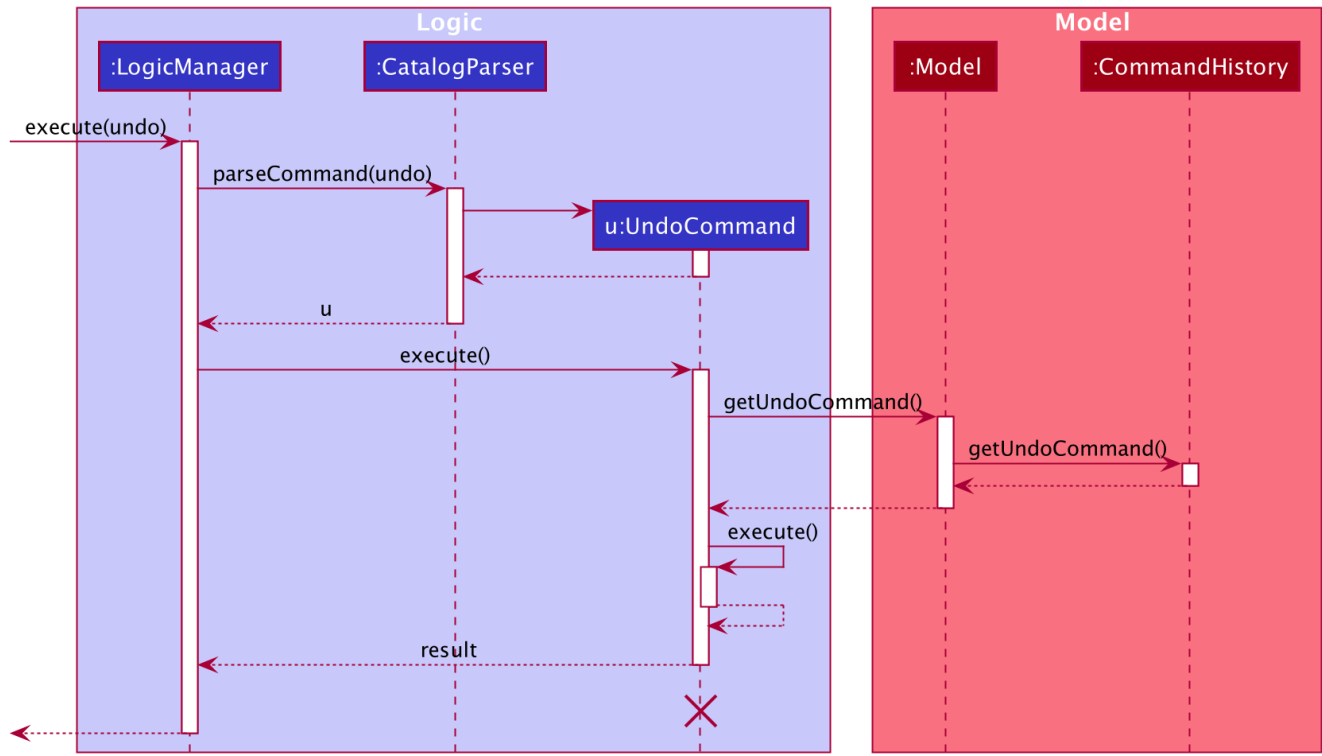 Logic
Model
:LogicManager
:CatalogParser
:Model
:CommandHistory
execute(undo)
parseCommand(undo)
u:UndoCommand
u
execute()
getUndoCommand()
getUndoCommand()
execute()
result